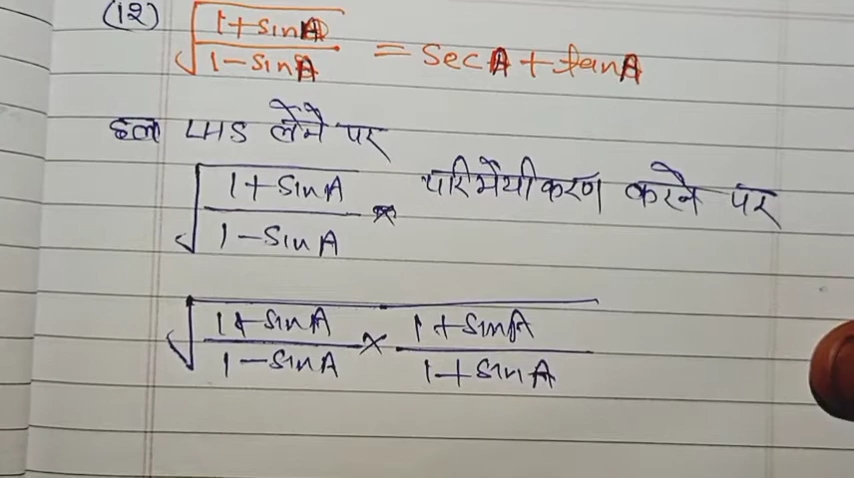 (12) √((1+sinA)/(1-sinA)) = secA + tanA
हल LHS लेने पर
√((1+sinA)/(1-sinA)) × परिमेयीकरण करने पर
√((1+sinA)/(1-sinA) × (1+sinA)/(1+sinA))